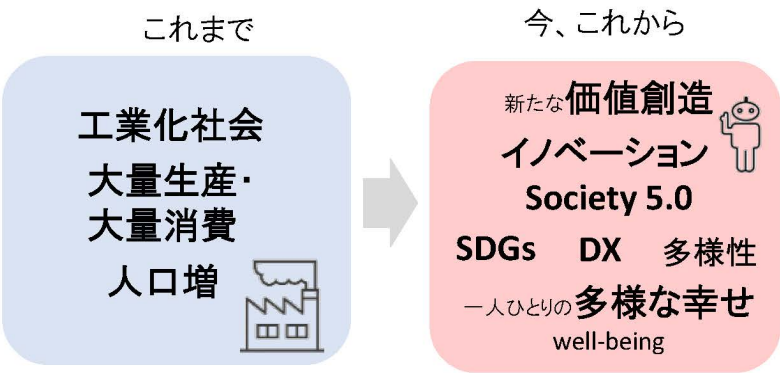 これまで
工業化社会
大量生産・
大量消費
人口増
今、これから
新たな価値創造
イノベーション
Society 5.0
SDGs DX 多様性
一人ひとりの多様な幸せ
well-being